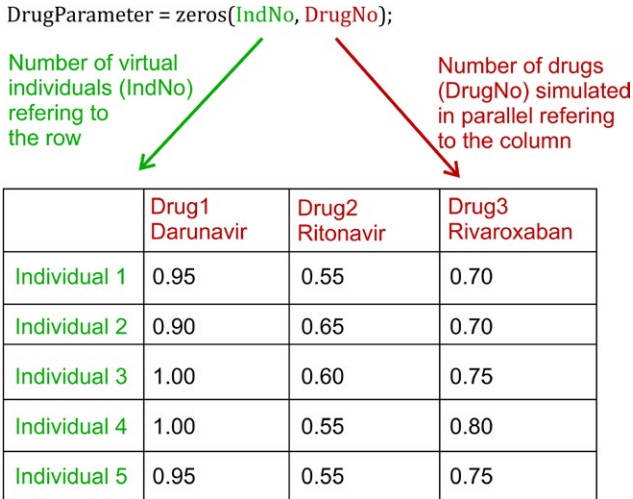 DrugParameter = zeros(IndNo, DrugNo);
Number of virtual
individuals (IndNo)
refering to
the row
Number of drugs
(DrugNo) simulated
in parallel refering
to the column
Drug1 Drug2 Drug3
Darunavir Ritonavir Rivaroxaban
Individual 1 0.95 0.55 0.70
Individual 2 0.90 0.65 0.70
Individual 3 1.00 0.60 0.75
Individual 4 1.00 0.55 0.80
Individual 5 0.95 0.55 0.75